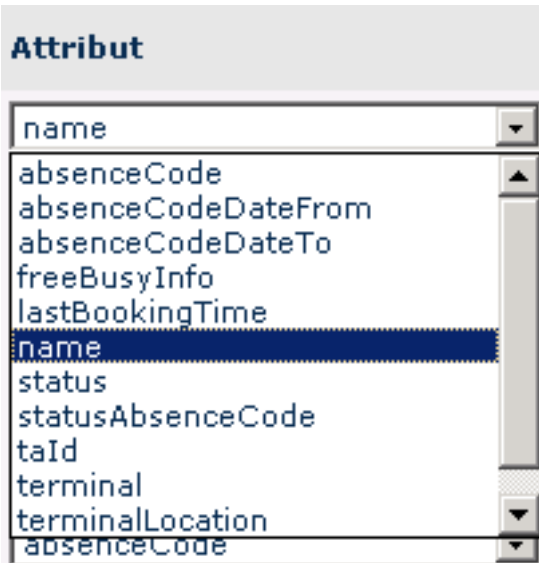 Attribut
name
absenceCode
absenceCodeDateFrom
absenceCodeDateTo
freeBusyInfo
lastBookingTime
name
status
statusAbsenceCode
taId
terminal
terminalLocation
absenceCode